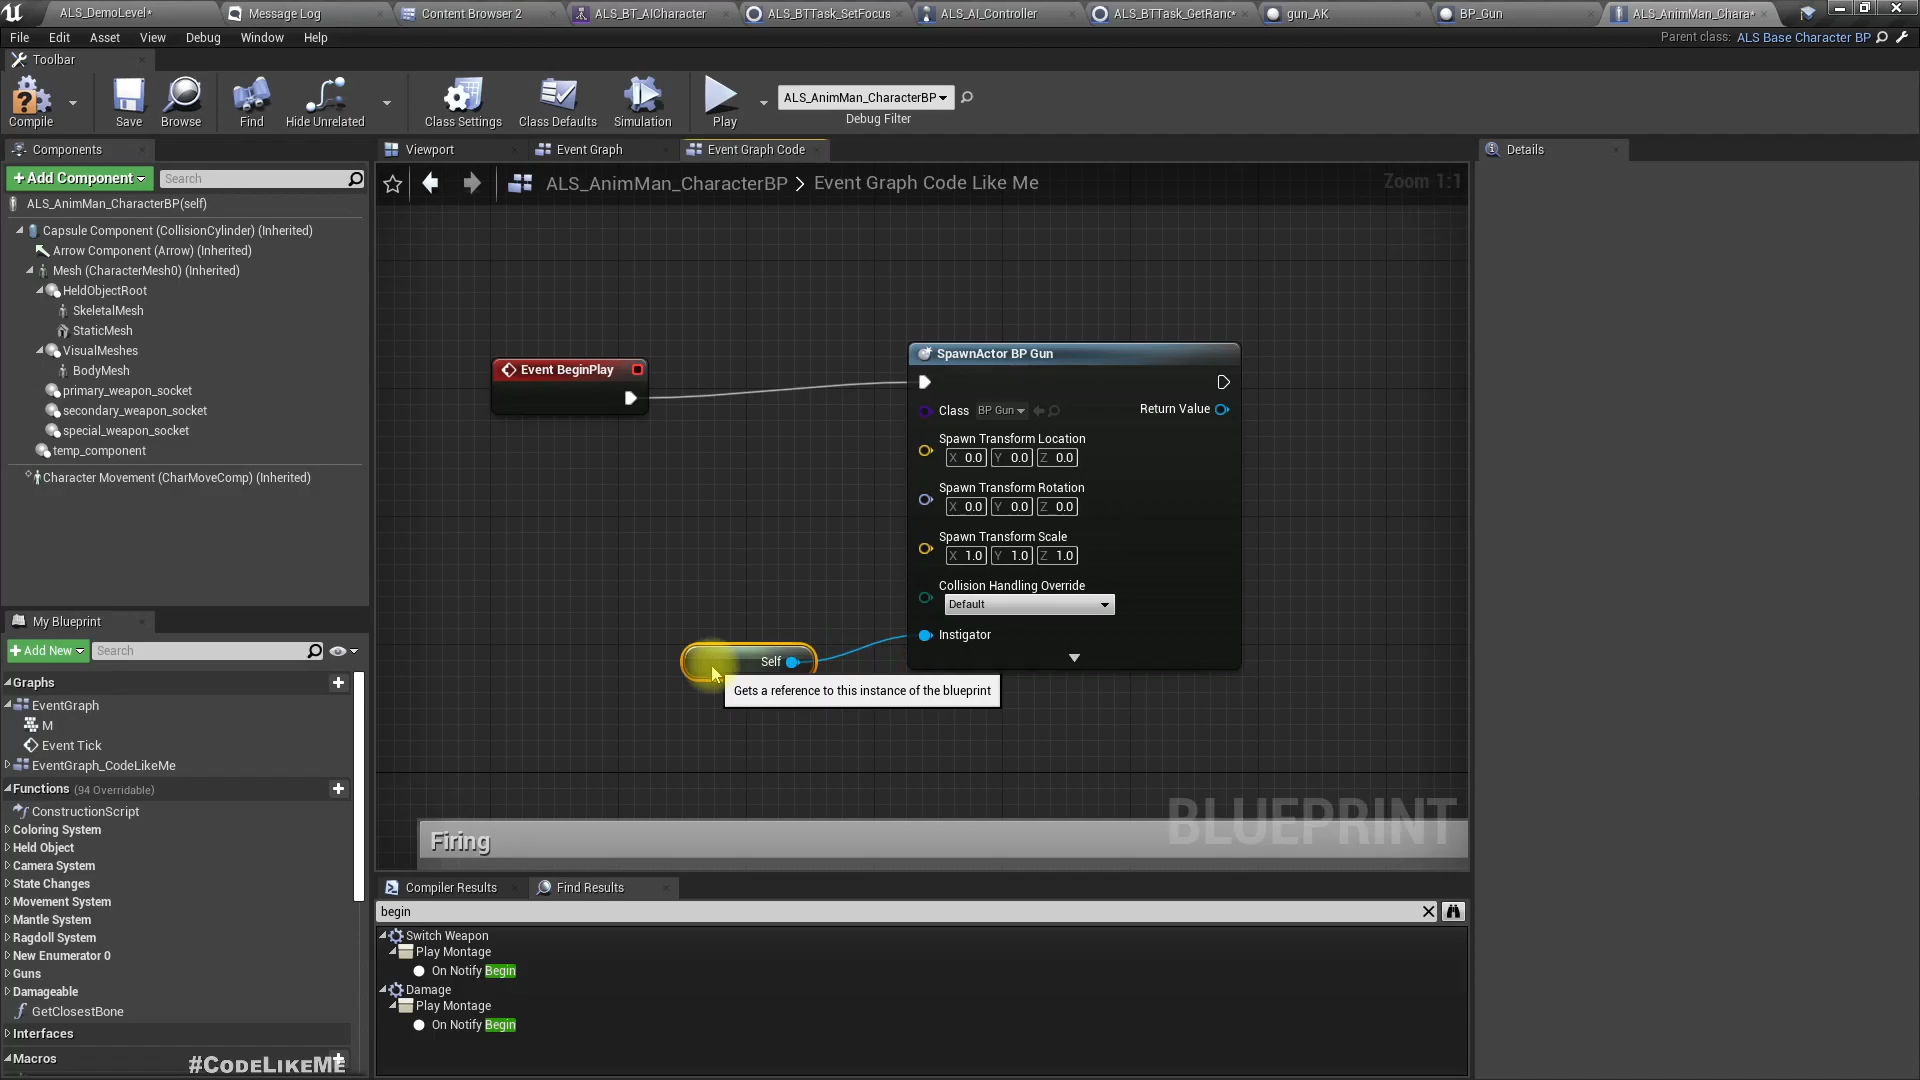 ALS_DemoLevel*
Message Log
Content Browser 2
ALS_BT_AICharacter
ALS_BTTask_SetFocus
ALS_AI_Controller
ALS_BTTask_GetRand*
gun_AK
BP_Gun
ALS_AnimMan_Chara*
File Edit Asset View Debug Window Help
Parent class: ALS Base Character BP
Toolbar
Compile
Save
Browse
Find
Hide Unrelated
Class Settings
Class Defaults
Simulation
Play
ALS_AnimMan_CharacterBP
Debug Filter
Components
+ Add Component
Search
ALS_AnimMan_CharacterBP(self)
Capsule Component (CollisionCylinder) (Inherited)
Arrow Component (Arrow) (Inherited)
Mesh (CharacterMesh0) (Inherited)
HeldObjectRoot
SkeletalMesh
StaticMesh
VisualMeshes
BodyMesh
primary_weapon_socket
secondary_weapon_socket
special_weapon_socket
temp_component
Character Movement (CharMoveComp) (Inherited)
My Blueprint
+ Add New
Search
Graphs
EventGraph
M
Event Tick
EventGraph_CodeLikeMe
Functions (94 Overridable)
ConstructionScript
Coloring System
Held Object
Camera System
State Changes
Movement System
Mantle System
Ragdoll System
New Enumerator 0
Guns
Damageable
GetClosestBone
Interfaces
Macros
#CodeLikeMe
Viewport
Event Graph
Event Graph Code
ALS_AnimMan_CharacterBP > Event Graph Code Like Me
Zoom 1:1
Event BeginPlay
SpawnActor BP Gun
Class BP Gun
Return Value
Spawn Transform Location
X 0.0 Y 0.0 Z 0.0
Spawn Transform Rotation
X 0.0 Y 0.0 Z 0.0
Spawn Transform Scale
X 1.0 Y 1.0 Z 1.0
Collision Handling Override
Default
Instigator
Self
Gets a reference to this instance of the blueprint
BLUEPRINT
Firing
Compiler Results
Find Results
begin
Switch Weapon
Play Montage
On Notify Begin
Damage
Play Montage
On Notify Begin
Details